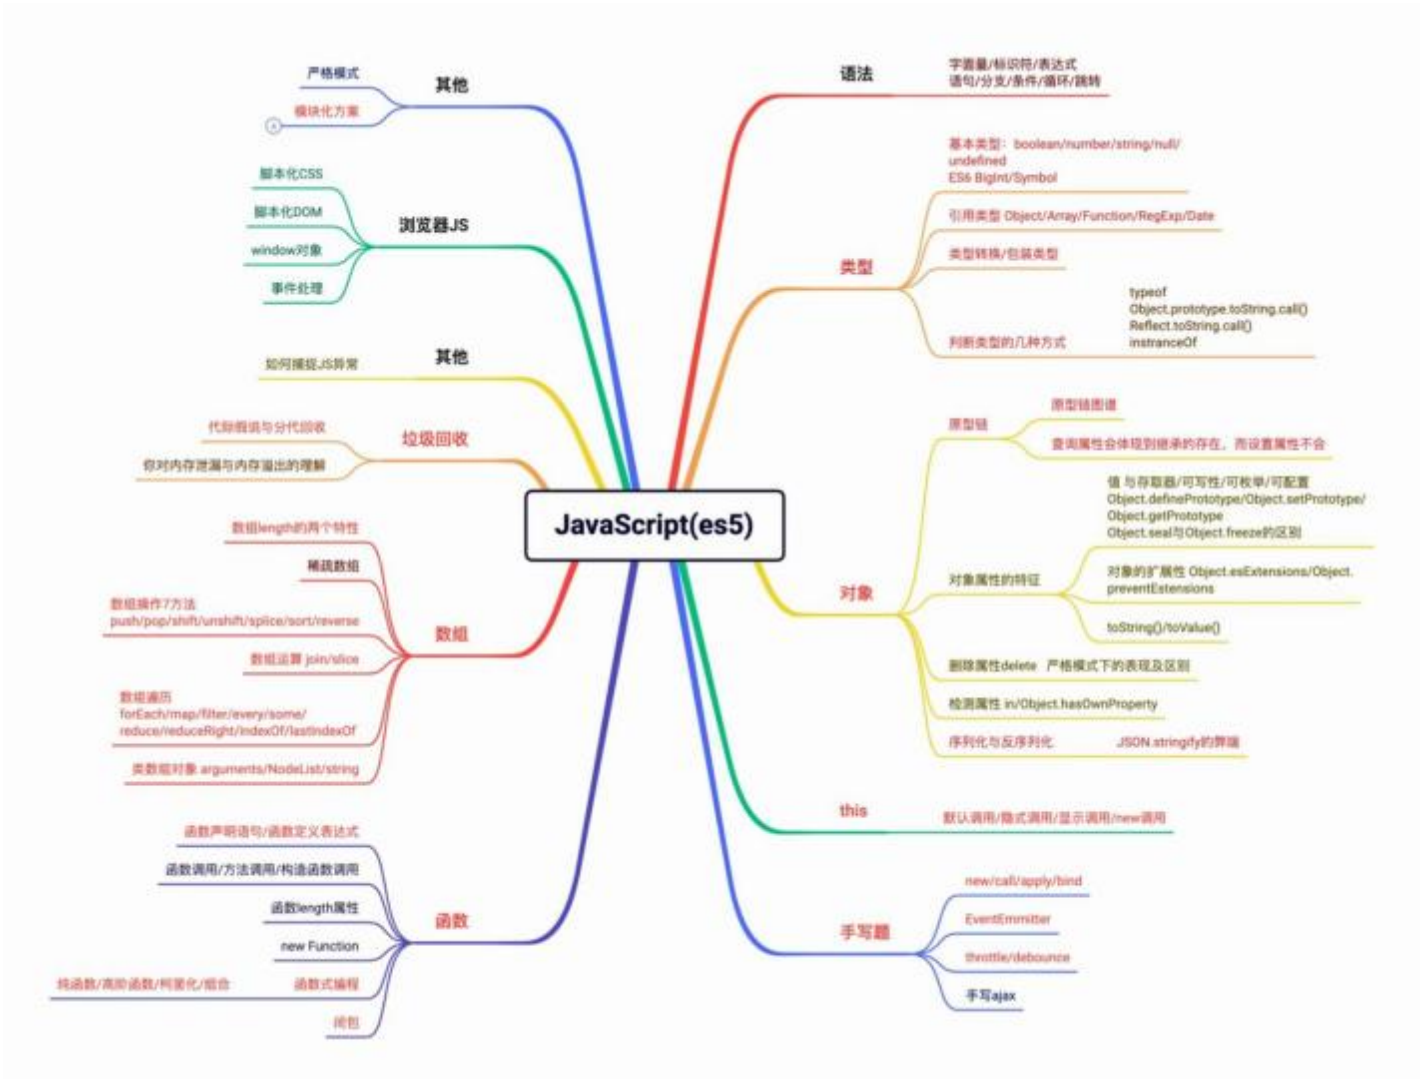 JavaScript(es5)
语法
字面量/标识符/表达式
语句/分支/条件/循环/跳转
类型
基本类型：boolean/number/string/null/
undefined
ES6 BigInt/Symbol
引用类型 Object/Array/Function/RegExp/Date
类型转换/包装类型
判断类型的几种方式
typeof
Object.prototype.toString.call()
Reflect.toString.call()
instranceOf
对象
原型链
原型链图谱
查询属性会体现到继承的存在，而设置属性不会
对象属性的特征
值 与存取器/可写性/可枚举/可配置
Object.definePrototype/Object.setPrototype/
Object.getPrototype
Object.seal与Object.freeze的区别
对象的扩展性 Object.esExtensions/Object.
preventEstensions
toString()/toValue()
删除属性delete 严格模式下的表现及区别
检测属性 in/Object.hasOwnProperty
序列化与反序列化
JSON.stringify的弊端
this
默认调用/隐式调用/显示调用/new调用
手写题
new/call/apply/bind
EventEmmitter
throttle/debounce
手写ajax
其他
严格模式
模块化方案
浏览器JS
脚本化CSS
脚本化DOM
window对象
事件处理
其他
如何捕捉JS异常
垃圾回收
代际假说与分代回收
你对内存泄漏与内存溢出的理解
数组
数组length的两个特性
稀疏数组
数组操作7方法
push/pop/shift/unshift/splice/sort/reverse
数组运算 join/slice
数组遍历
forEach/map/filter/every/some/
reduce/reduceRight/indexOf/lastIndexOf
类数组对象 arguments/NodeList/string
函数
函数声明语句/函数定义表达式
函数调用/方法调用/构造函数调用
函数length属性
new Function
函数式编程
纯函数/高阶函数/柯里化/组合
闭包